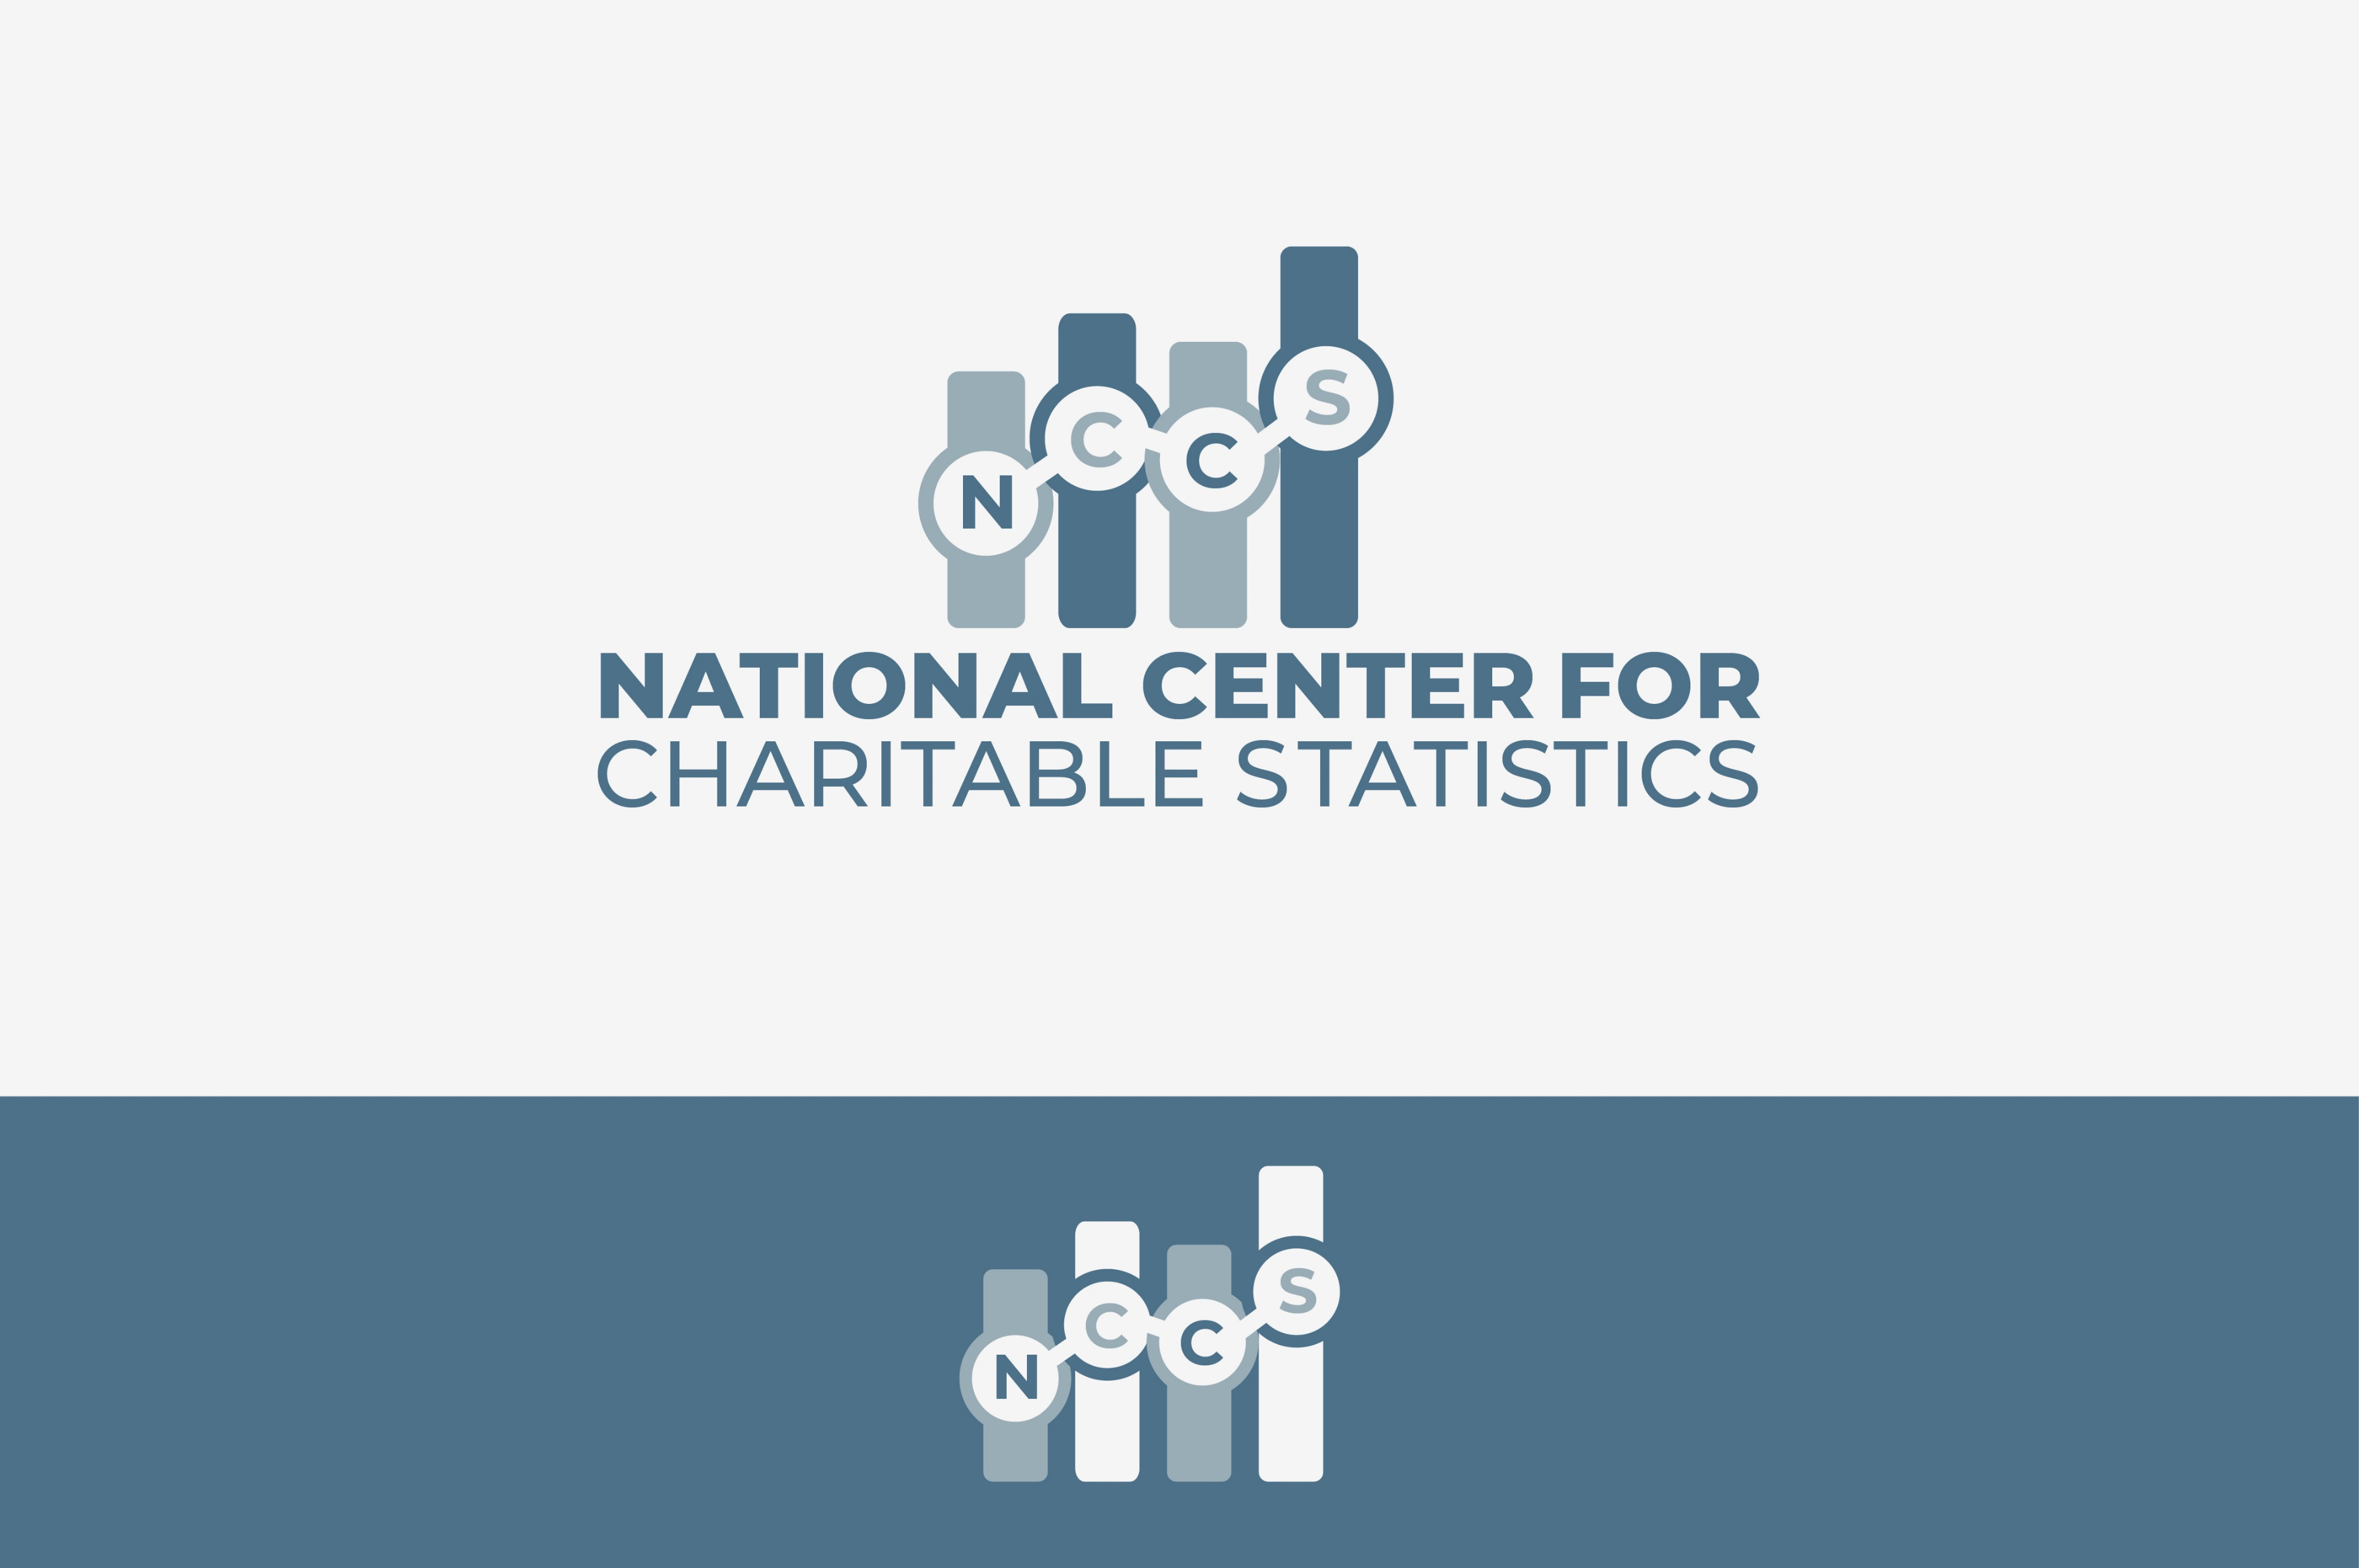 N C C S
NATIONAL CENTER FOR
CHARITABLE STATISTICS
N C C S